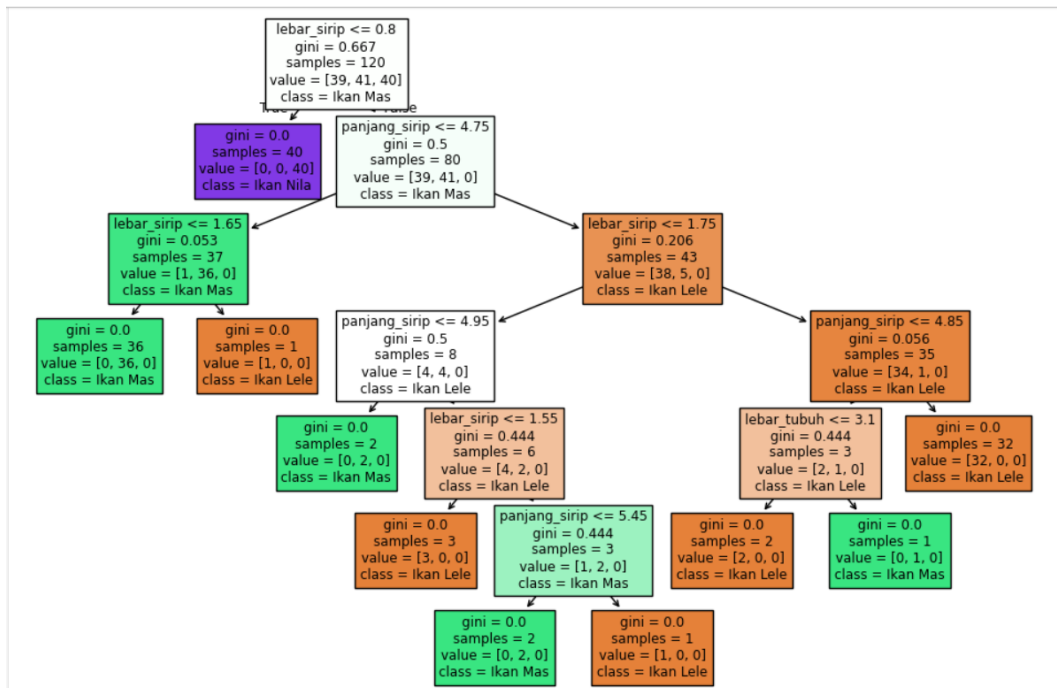 lebar_sirip <= 0.8
gini = 0.667
samples = 120
value = [39, 41, 40]
class = Ikan Mas
gini = 0.0
samples = 40
value = [0, 0, 40]
class = Ikan Nila
panjang_sirip <= 4.75
gini = 0.5
samples = 80
value = [39, 41, 0]
class = Ikan Mas
lebar_sirip <= 1.65
gini = 0.053
samples = 37
value = [1, 36, 0]
class = Ikan Mas
lebar_sirip <= 1.75
gini = 0.206
samples = 43
value = [38, 5, 0]
class = Ikan Lele
gini = 0.0
samples = 36
value = [0, 36, 0]
class = Ikan Mas
gini = 0.0
samples = 1
value = [1, 0, 0]
class = Ikan Lele
panjang_sirip <= 4.95
gini = 0.5
samples = 8
value = [4, 4, 0]
class = Ikan Lele
panjang_sirip <= 4.85
gini = 0.056
samples = 35
value = [34, 1, 0]
class = Ikan Lele
gini = 0.0
samples = 2
value = [0, 2, 0]
class = Ikan Mas
lebar_sirip <= 1.55
gini = 0.444
samples = 6
value = [4, 2, 0]
class = Ikan Lele
lebar_tubuh <= 3.1
gini = 0.444
samples = 3
value = [2, 1, 0]
class = Ikan Lele
gini = 0.0
samples = 32
value = [32, 0, 0]
class = Ikan Lele
gini = 0.0
samples = 3
value = [3, 0, 0]
class = Ikan Lele
panjang_sirip <= 5.45
gini = 0.444
samples = 3
value = [1, 2, 0]
class = Ikan Mas
gini = 0.0
samples = 2
value = [2, 0, 0]
class = Ikan Lele
gini = 0.0
samples = 1
value = [0, 1, 0]
class = Ikan Mas
gini = 0.0
samples = 2
value = [0, 2, 0]
class = Ikan Mas
gini = 0.0
samples = 1
value = [1, 0, 0]
class = Ikan Lele